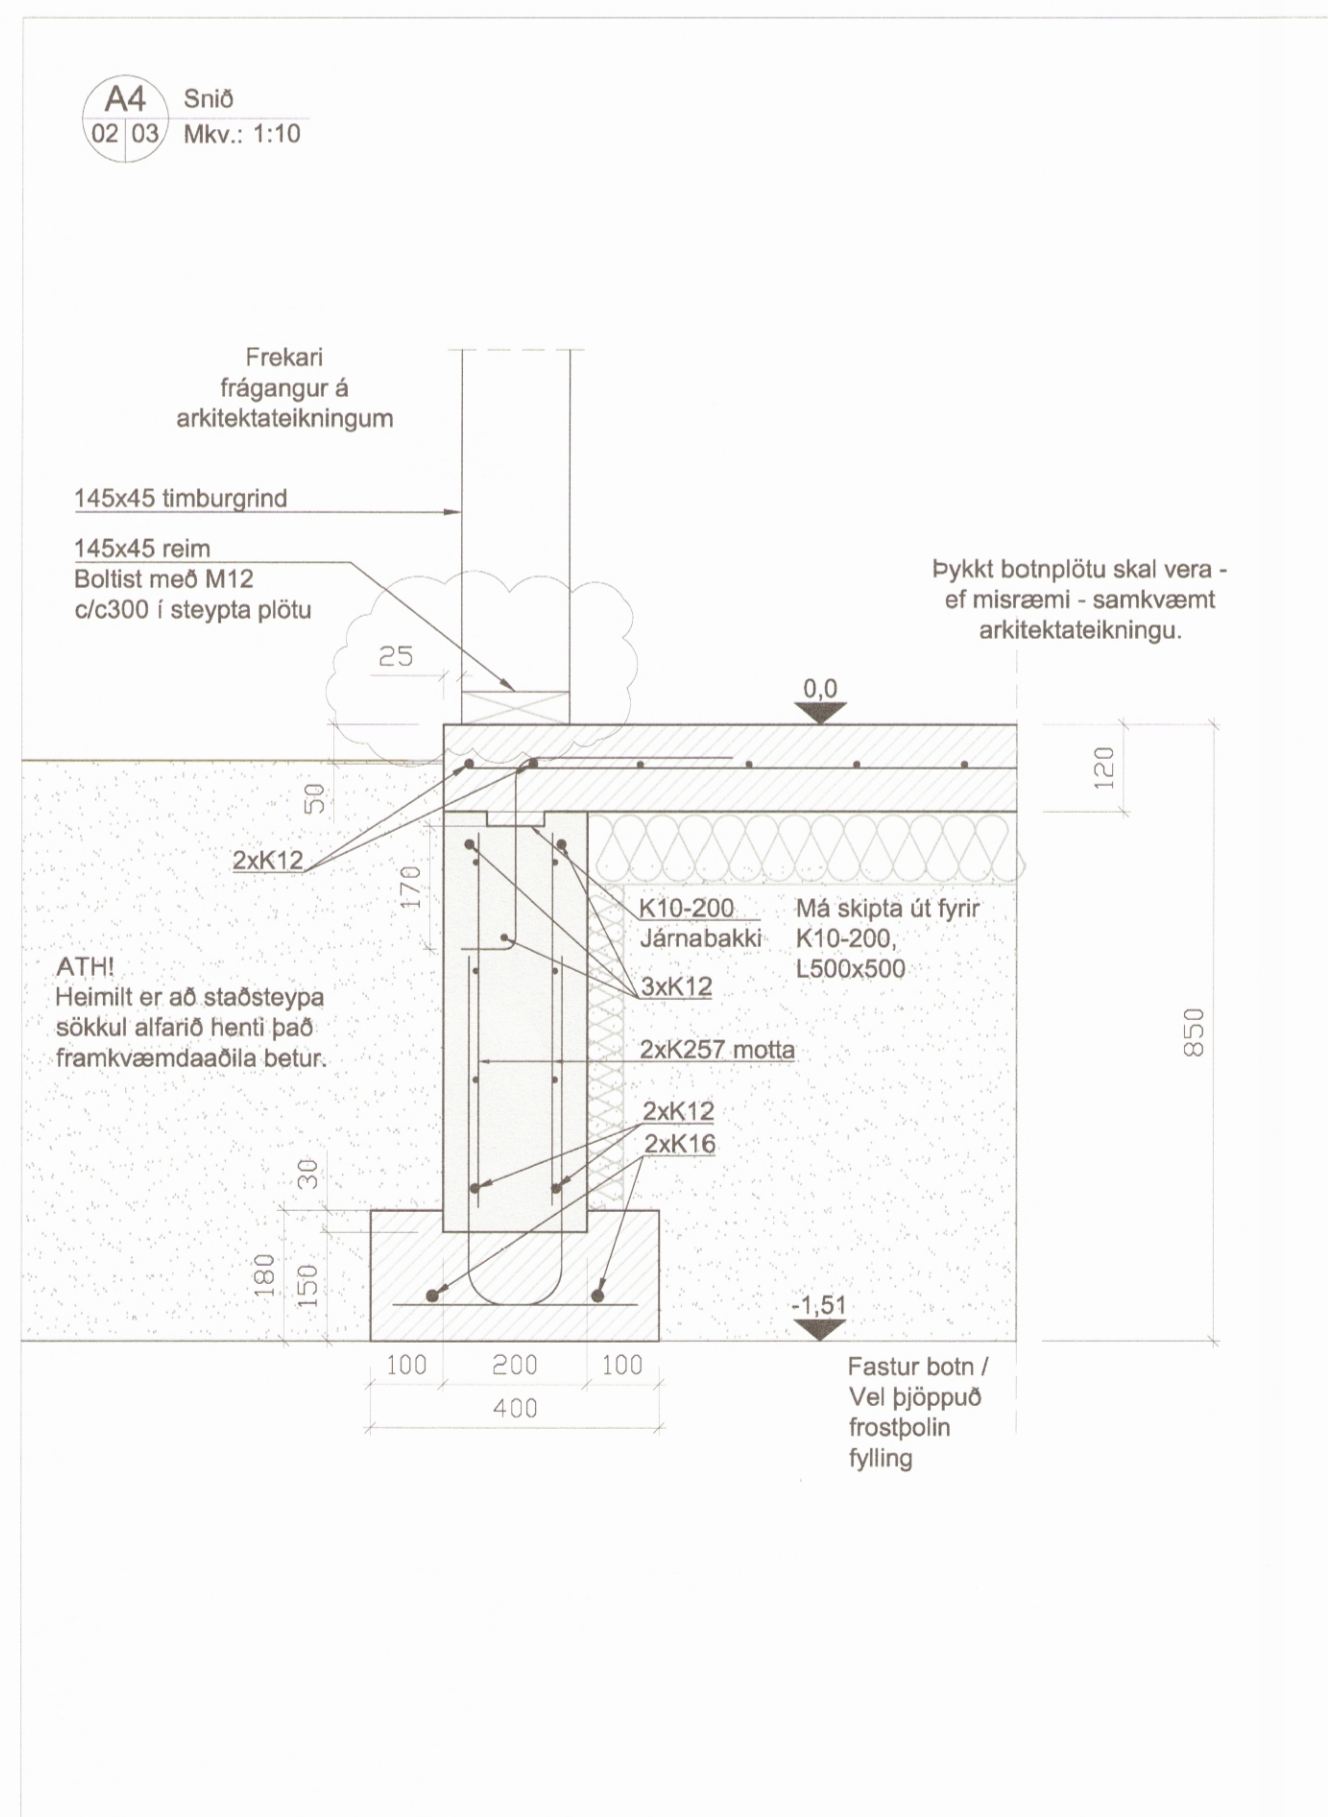 A4
02 03
Snið
Mkv.: 1:10
Frekari
frágangur á
arkitektateikningum
145x45 timburgrind
145x45 reim
Boltist með M12
c/c300 í steypta plötu
Þykkt botnplötu skal vera -
ef misræmi - samkvæmt
arkitektateikningu.
25
0,0
120
50
2xK12
170
K10-200
Járnabakki
Má skipta út fyrir
K10-200,
L500x500
3xK12
ATH!
Heimilt er að staðsteypa
sökkul alfarið henti það
framkvæmdaaðila betur.
850
2xK257 motta
2xK12
2xK16
30
180
150
-1,51
100
200
100
400
Fastur botn /
Vel þjöppuð
frostþolin
fylling